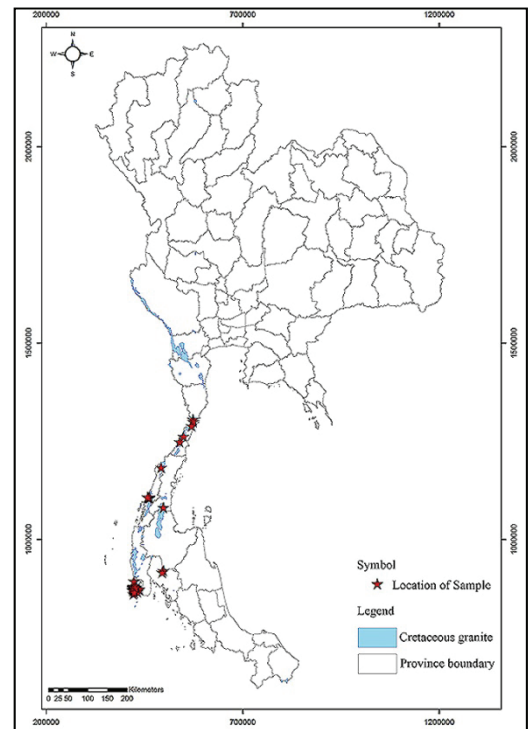 200000 700000 1200000
N
W E
S
2000000 2000000
1500000 1500000
1000000 1000000
Symbol
Location of Sample
Legend
Cretaceous granite
Province boundary
Kilometers
0 25 50 100 150 200
200000 700000 1200000